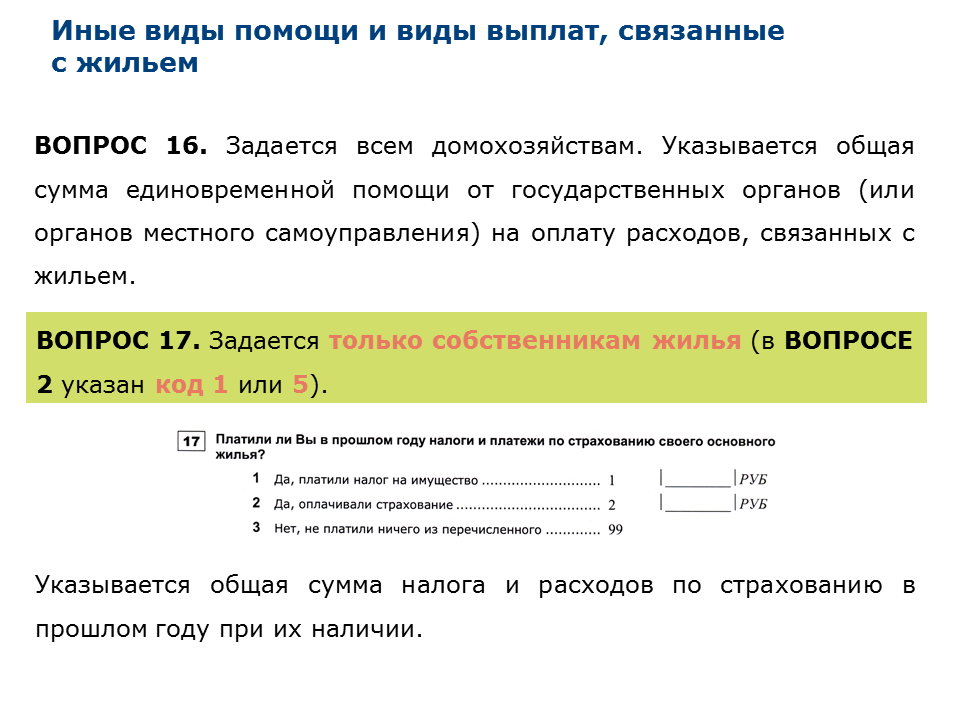 Иные виды помощи и виды выплат, связанные
с жильем
ВОПРОС 16. Задается всем домохозяйствам. Указывается общая
сумма единовременной помощи от государственных органов (или
органов местного самоуправления) на оплату расходов, связанных с
жильем.
ВОПРОС 17. Задается только собственникам жилья (в ВОПРОСЕ
2 указан код 1 или 5).
17 Платили ли Вы в прошлом году налоги и платежи по страхованию своего основного
жилья?
1 Да, платили налог на имущество ............................. 1 |__________|РУБ
2 Да, оплачивали страхование ................................... 2 |__________|РУБ
3 Нет, не платили ничего из перечисленного ............. 99
Указывается общая сумма налога и расходов по страхованию в
прошлом году при их наличии.